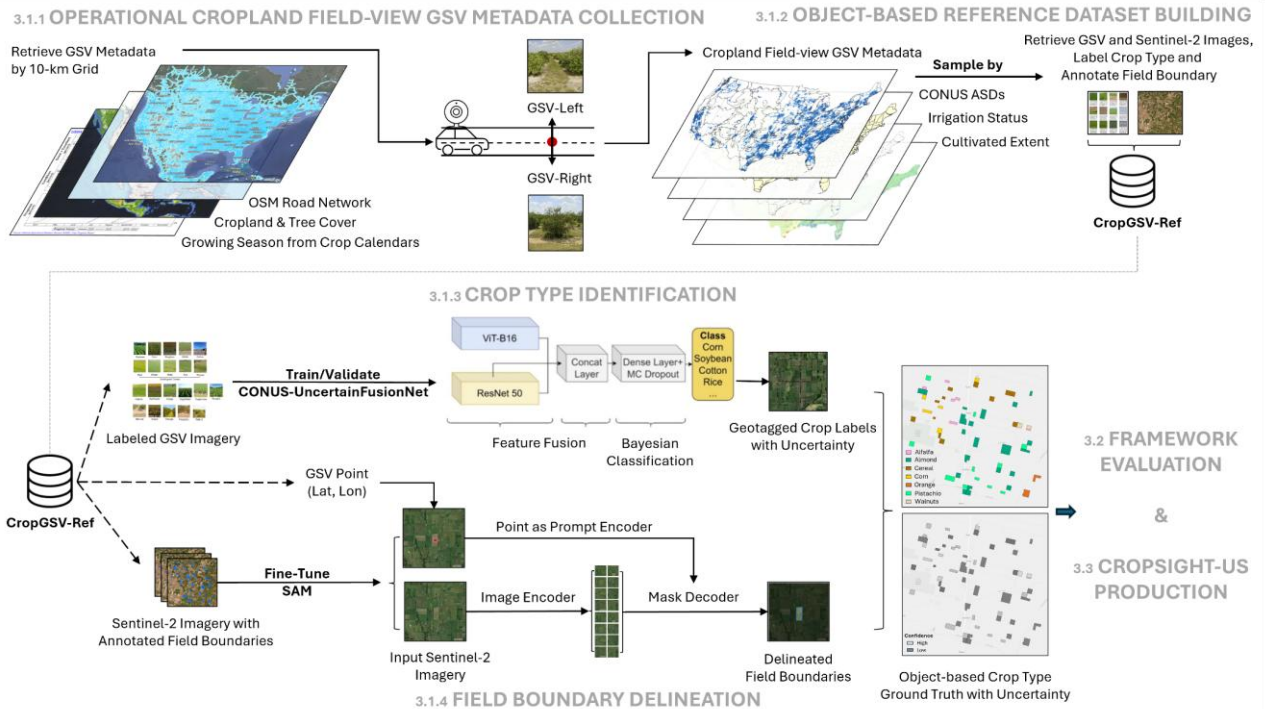 3.1.1 OPERATIONAL CROPLAND FIELD-VIEW GSV METADATA COLLECTION
Retrieve GSV Metadata
by 10-km Grid
OSM Road Network
Cropland & Tree Cover
Growing Season from Crop Calendars
GSV-Left
GSV-Right
3.1.2 OBJECT-BASED REFERENCE DATASET BUILDING
Cropland Field-view GSV Metadata
Sample by
CONUS ASDs
Irrigation Status
Cultivated Extent
Retrieve GSV and Sentinel-2 Images,
Label Crop Type and
Annotate Field Boundary
CropGSV-Ref
3.1.3 CROP TYPE IDENTIFICATION
Labeled GSV Imagery
Train/Validate
CONUS-UncertainFusionNet
ViT-B16
ResNet 50
Concat
Layer
Dense Layer+
MC Dropout
Class
Corn
Soybean
Cotton
Rice
...
Feature Fusion
Bayesian
Classification
Geotagged Crop Labels
with Uncertainty
CropGSV-Ref
GSV Point
(Lat, Lon)
Sentinel-2 Imagery with
Annotated Field Boundaries
Fine-Tune
SAM
Point as Prompt Encoder
Image Encoder
Mask Decoder
Input Sentinel-2
Imagery
Delineated
Field Boundaries
3.1.4 FIELD BOUNDARY DELINEATION
Alfalfa
Almond
Cereal
Corn
Orange
Pistachio
Walnuts
Confidence
High
Low
Object-based Crop Type
Ground Truth with Uncertainty
3.2 FRAMEWORK
EVALUATION
&
3.3 CROPSIGHT-US
PRODUCTION